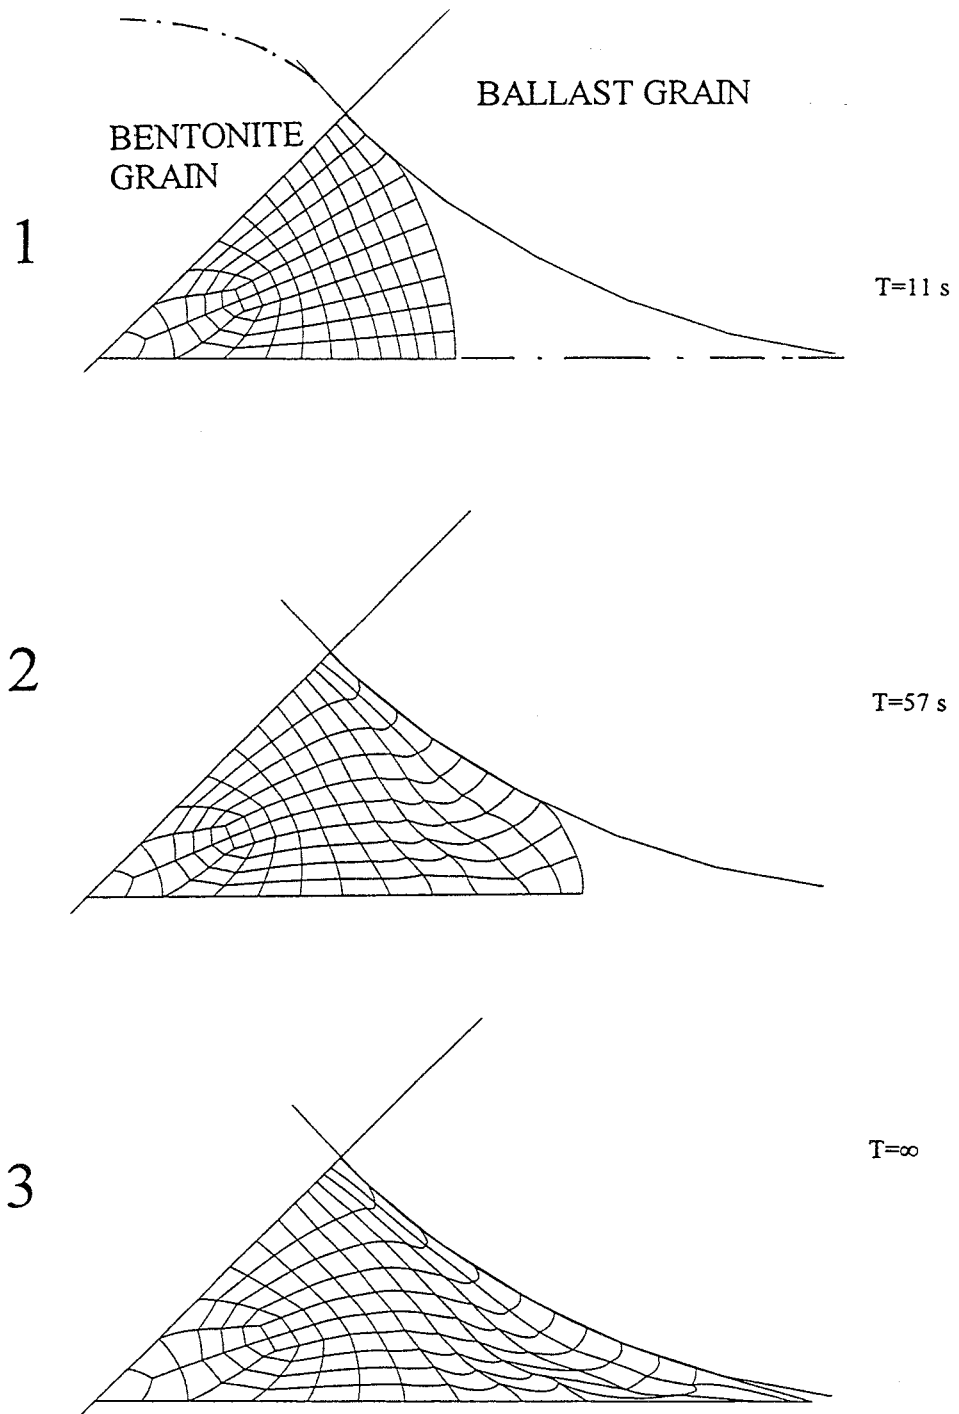 BALLAST GRAIN
BENTONITE
GRAIN
1
T=11 s
2
T=57 s
3
T=∞